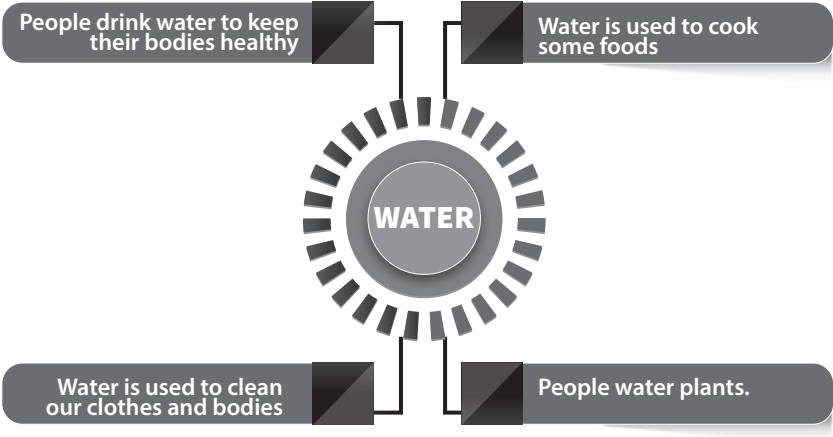 People drink water to keep
their bodies healthy
Water is used to cook
some foods
WATER
Water is used to clean
our clothes and bodies
People water plants.